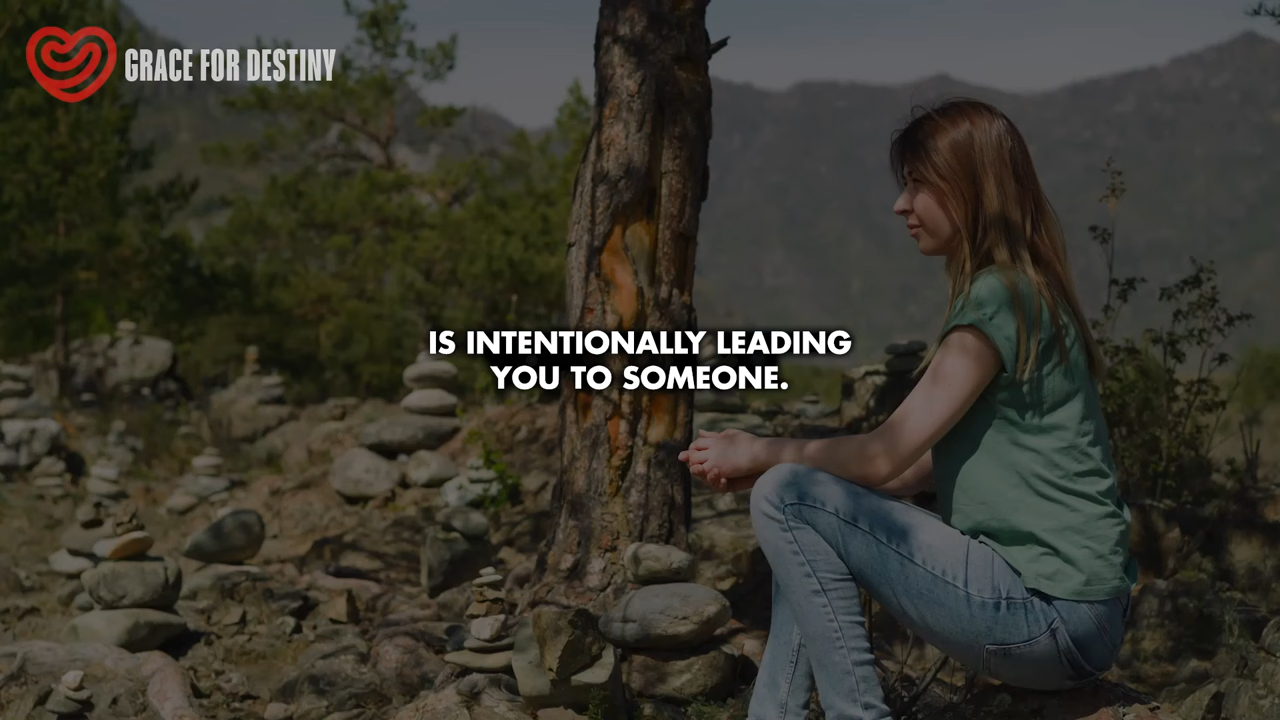 GRACE FOR DESTINY
IS INTENTIONALLY LEADING
YOU TO SOMEONE.